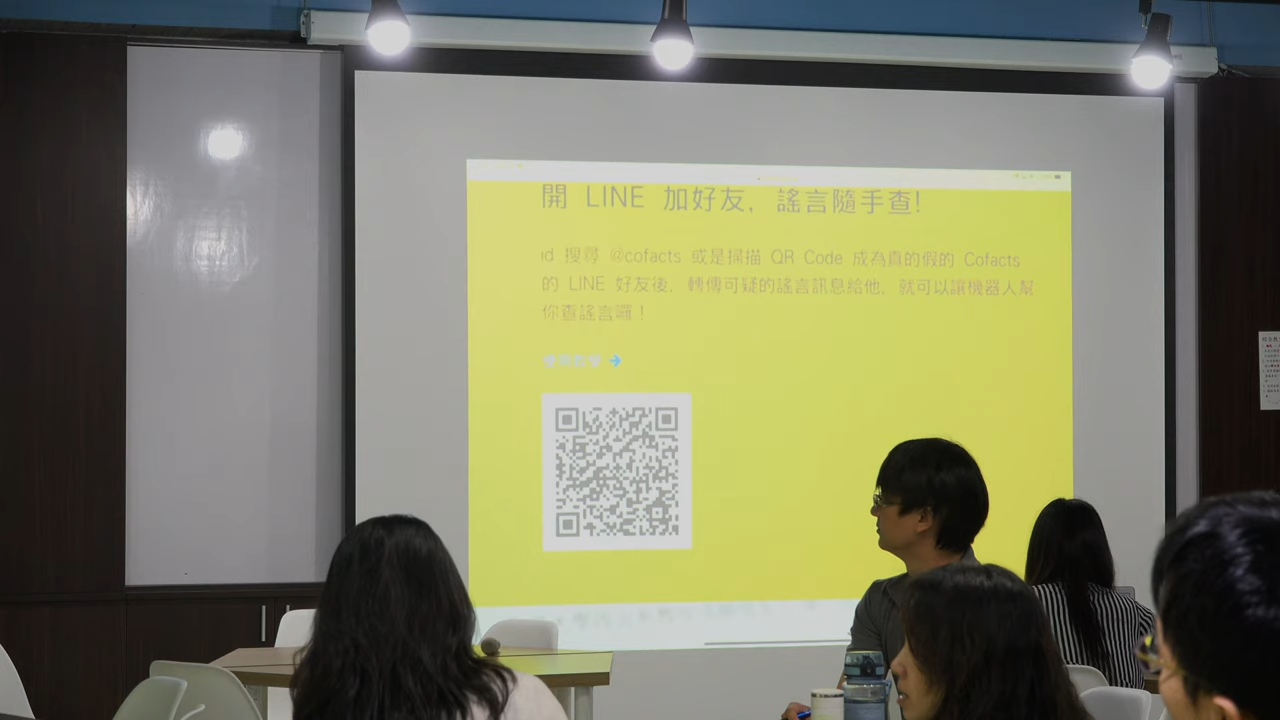 開 LINE 加好友, 謠言隨手查!
id 搜尋 @cofacts 或是掃描 QR Code 成為真的假的 Cofacts
的 LINE 好友後, 轉傳可疑的謠言訊息給他, 就可以讓機器人幫
你查謠言囉！